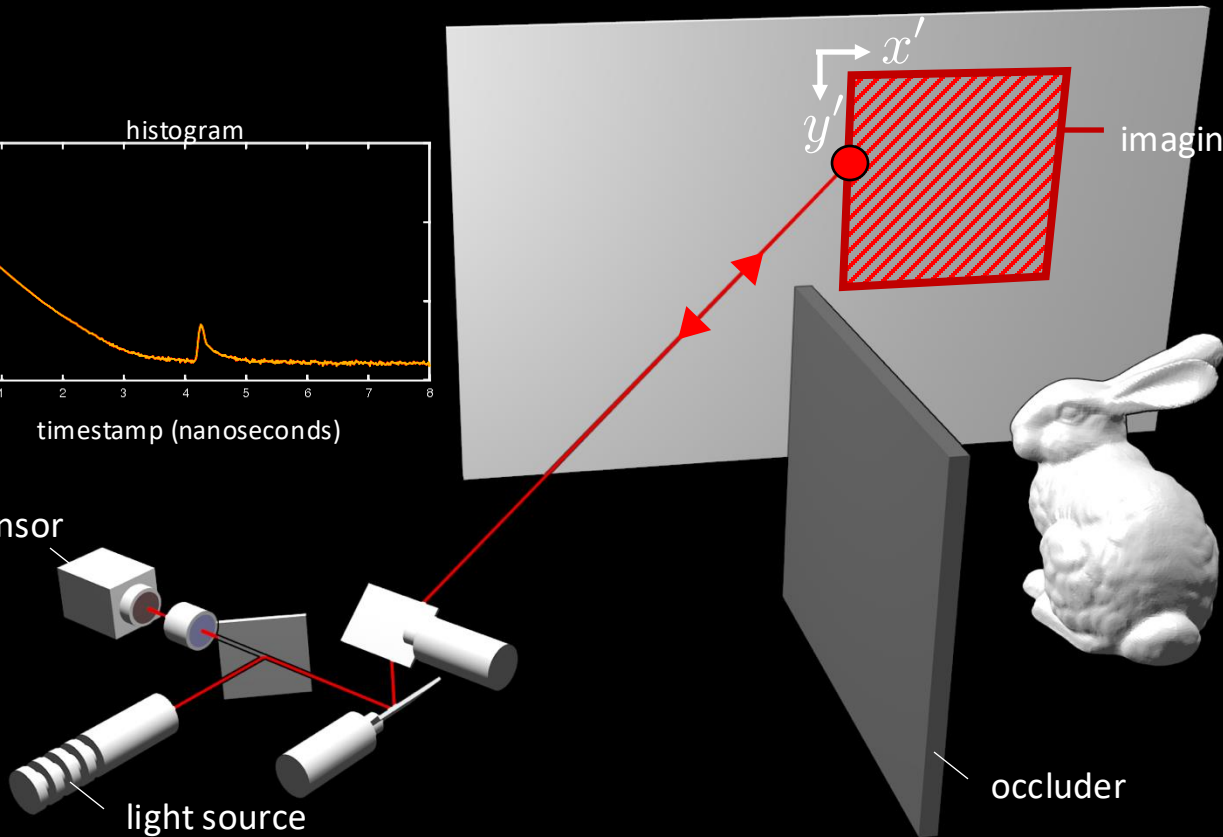 x′
y′
histogram
imagin
1 2 3 4 5 6 7 8
timestamp (nanoseconds)
nsor
occluder
light source